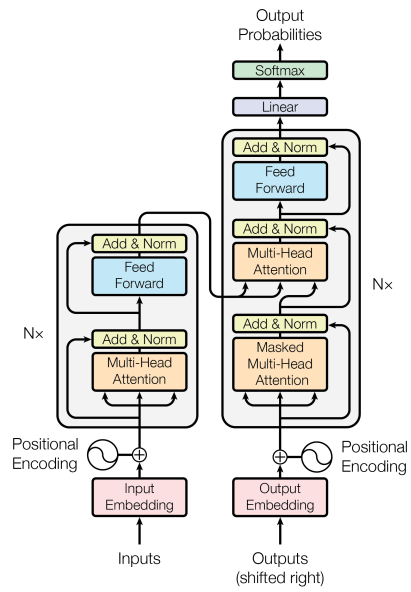 Output
Probabilities
Softmax
Linear
Add & Norm
Feed
Forward
Add & Norm
Multi-Head
Attention
Nx
Add & Norm
Masked
Multi-Head
Attention
Add & Norm
Feed
Forward
N×
Add & Norm
Multi-Head
Attention
Positional
Encoding
Positional
Encoding
Input
Embedding
Output
Embedding
Inputs
Outputs
(shifted right)